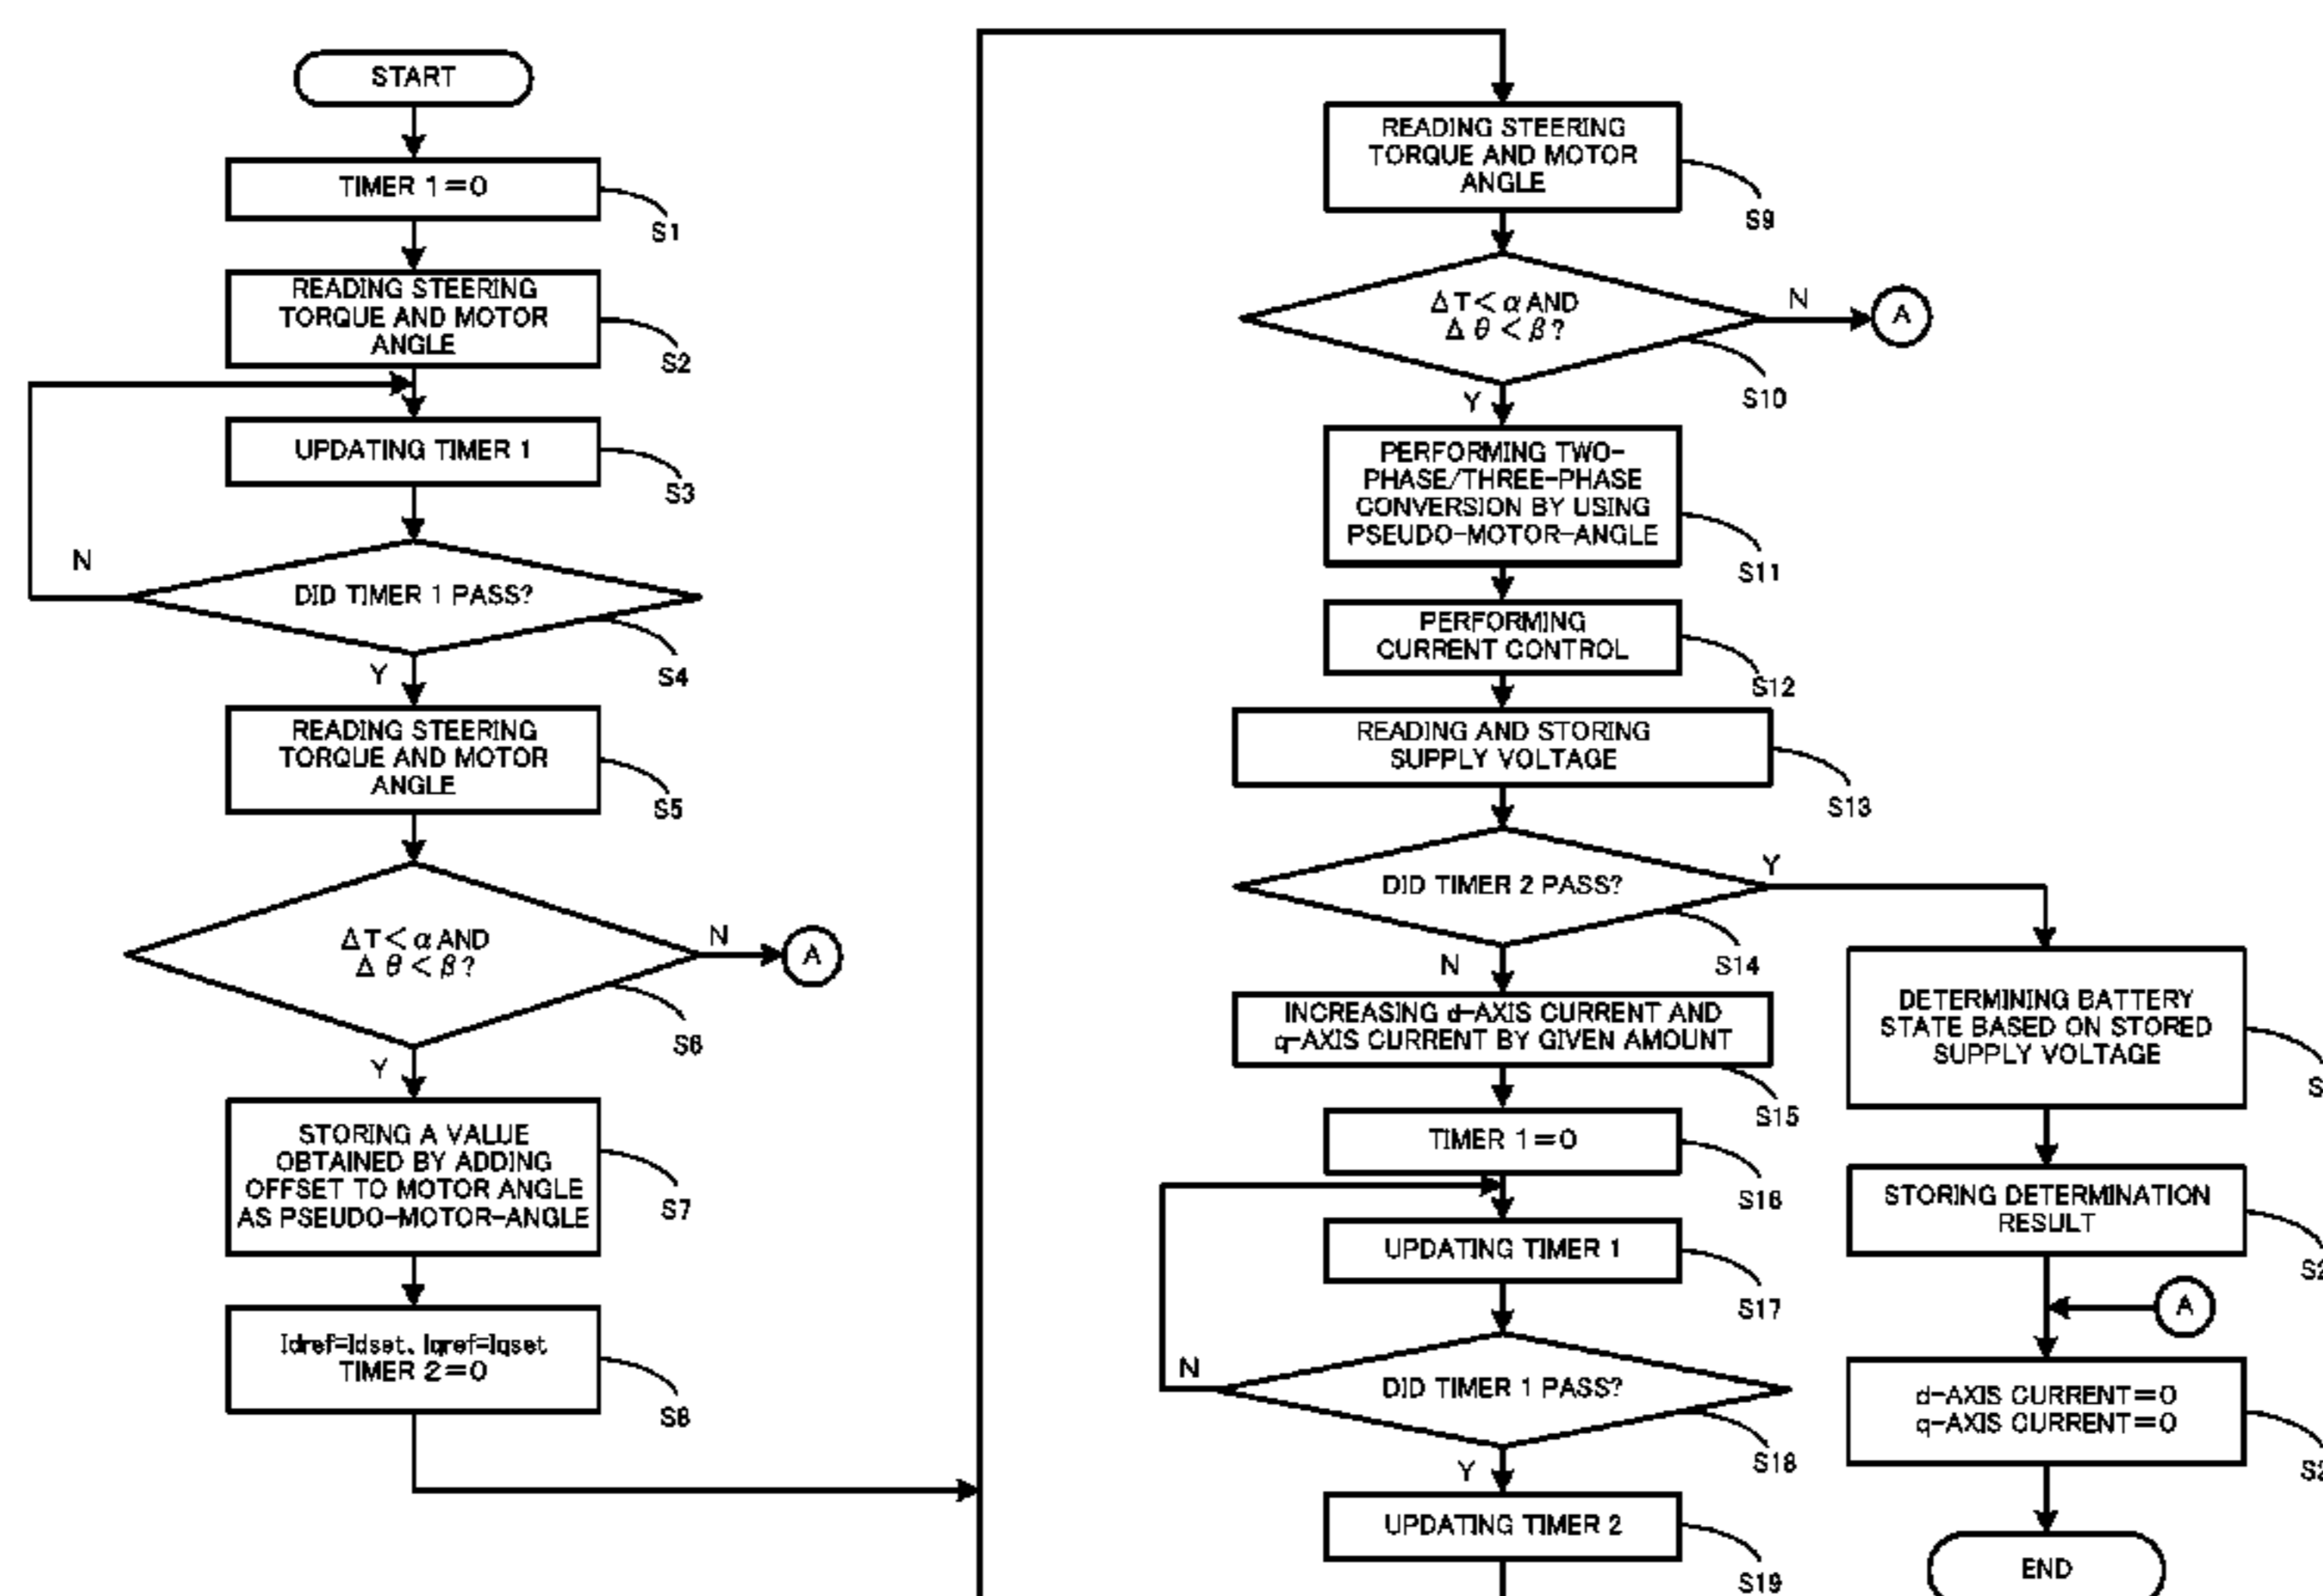 START
TIMER 1=0
S1
READING STEERING
TORQUE AND MOTOR
ANGLE
S2
UPDATING TIMER 1
S3
N
DID TIMER 1 PASS?
S4
Y
READING STEERING
TORQUE AND MOTOR
ANGLE
S5
ΔT<α AND
Δθ<β?
N
A
S6
Y
STORING A VALUE
OBTAINED BY ADDING
OFFSET TO MOTOR ANGLE
AS PSEUDO-MOTOR-ANGLE
S7
Idref=Idset、Iqref=Iqset
TIMER 2=0
S8
READING STEERING
TORQUE AND MOTOR
ANGLE
S9
ΔT<α AND
Δθ<β?
N
A
S10
Y
PERFORMING TWO-
PHASE/THREE-PHASE
CONVERSION BY USING
PSEUDO-MOTOR-ANGLE
S11
PERFORMING
CURRENT CONTROL
S12
READING AND STORING
SUPPLY VOLTAGE
S13
DID TIMER 2 PASS?
Y
S14
N
INCREASING d-AXIS CURRENT AND
q-AXIS CURRENT BY GIVEN AMOUNT
S15
TIMER 1=0
S16
UPDATING TIMER 1
S17
N
DID TIMER 1 PASS?
S18
Y
UPDATING TIMER 2
S19
DETERMINING BATTERY
STATE BASED ON STORED
SUPPLY VOLTAGE
STORING DETERMINATION
RESULT
A
d-AXIS CURRENT=0
q-AXIS CURRENT=0
END